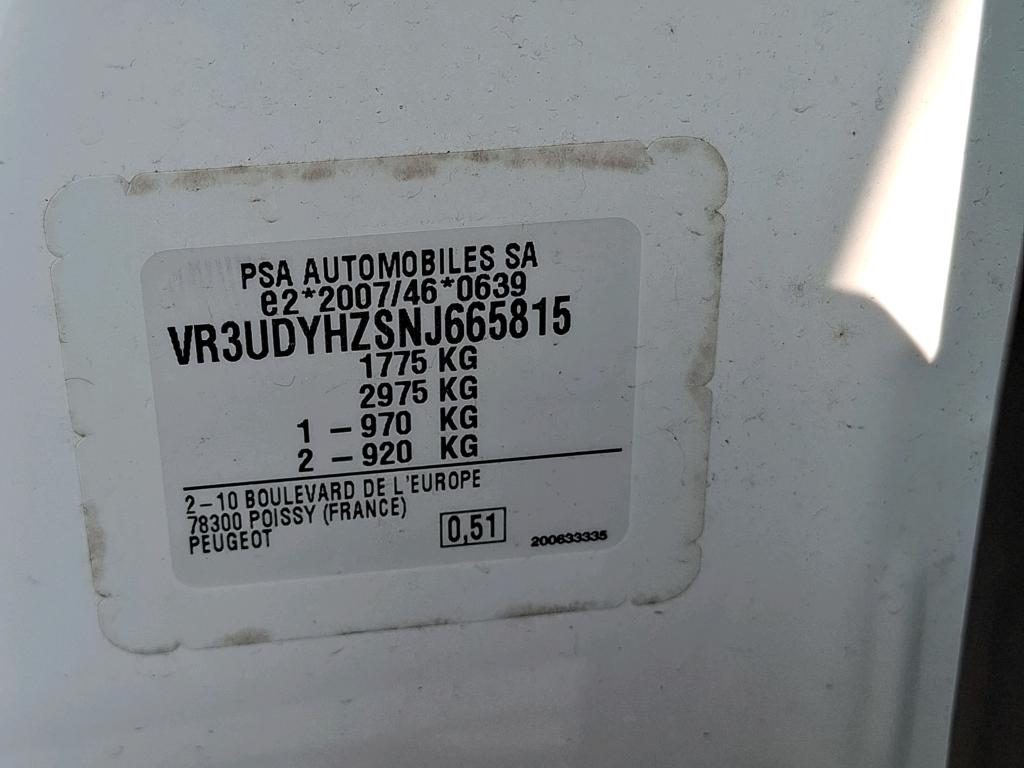 PSA AUTOMOBILES SA
e2*2007/46*0639
VR3UDYHZSNJ665815
1775 KG
2975 KG
1 – 970 KG
2 – 920 KG
2–10 BOULEVARD DE L'EUROPE
78300 POISSY (FRANCE)
PEUGEOT
0,51
200633335